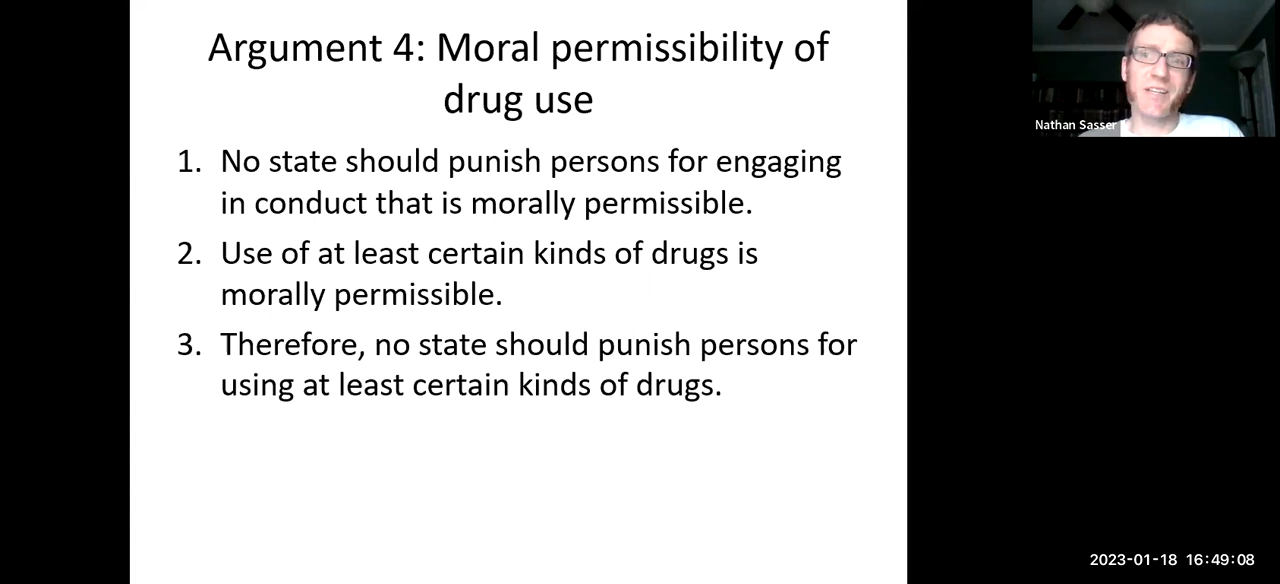 Argument 4: Moral permissibility of
drug use
1. No state should punish persons for engaging
in conduct that is morally permissible.
2. Use of at least certain kinds of drugs is
morally permissible.
3. Therefore, no state should punish persons for
using at least certain kinds of drugs.
Nathan Sasser
2023-01-18 16:49:08